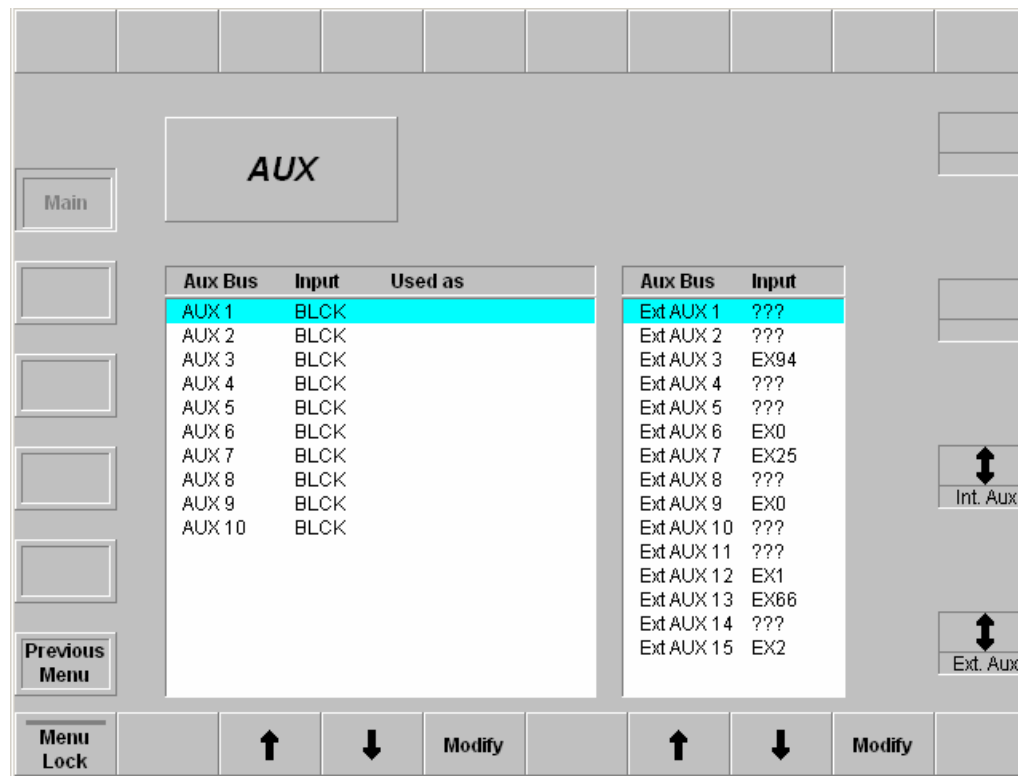 AUX
Main
Aux Bus Input Used as
AUX 1 BLCK
AUX 2 BLCK
AUX 3 BLCK
AUX 4 BLCK
AUX 5 BLCK
AUX 6 BLCK
AUX 7 BLCK
AUX 8 BLCK
AUX 9 BLCK
AUX 10 BLCK
Aux Bus Input
Ext AUX 1 ???
Ext AUX 2 ???
Ext AUX 3 EX94
Ext AUX 4 ???
Ext AUX 5 ???
Ext AUX 6 EX0
Ext AUX 7 EX25
Ext AUX 8 ???
Ext AUX 9 EX0
Ext AUX 10 ???
Ext AUX 11 ???
Ext AUX 12 EX1
Ext AUX 13 EX66
Ext AUX 14 ???
Ext AUX 15 EX2
Int. Aux
Ext. Aux
Previous
Menu
Menu
Lock
Modify
Modify